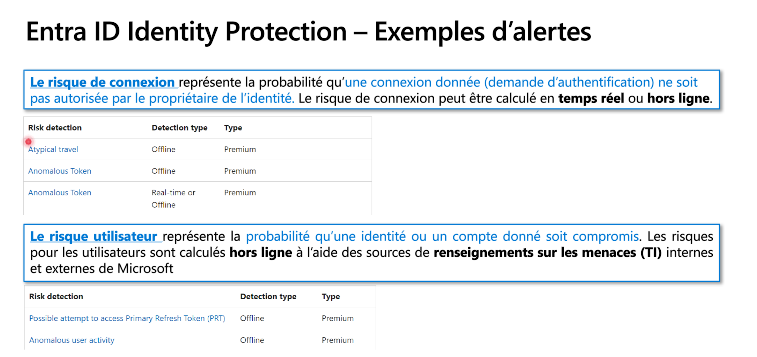 Entra ID Identity Protection – Exemples d'alertes
Le risque de connexion représente la probabilité qu'une connexion donnée (demande d'authentification) ne soit
pas autorisée par le propriétaire de l'identité. Le risque de connexion peut être calculé en temps réel ou hors ligne.
Risk detection Detection type Type
Atypical travel Offline Premium
Anomalous Token Offline Premium
Anomalous Token Real-time or Premium
Offline
Le risque utilisateur représente la probabilité qu'une identité ou un compte donné soit compromis. Les risques
pour les utilisateurs sont calculés hors ligne à l'aide des sources de renseignements sur les menaces (TI) internes
et externes de Microsoft
Risk detection Detection type Type
Possible attempt to access Primary Refresh Token (PRT) Offline Premium
Anomalous user activity Offline Premium